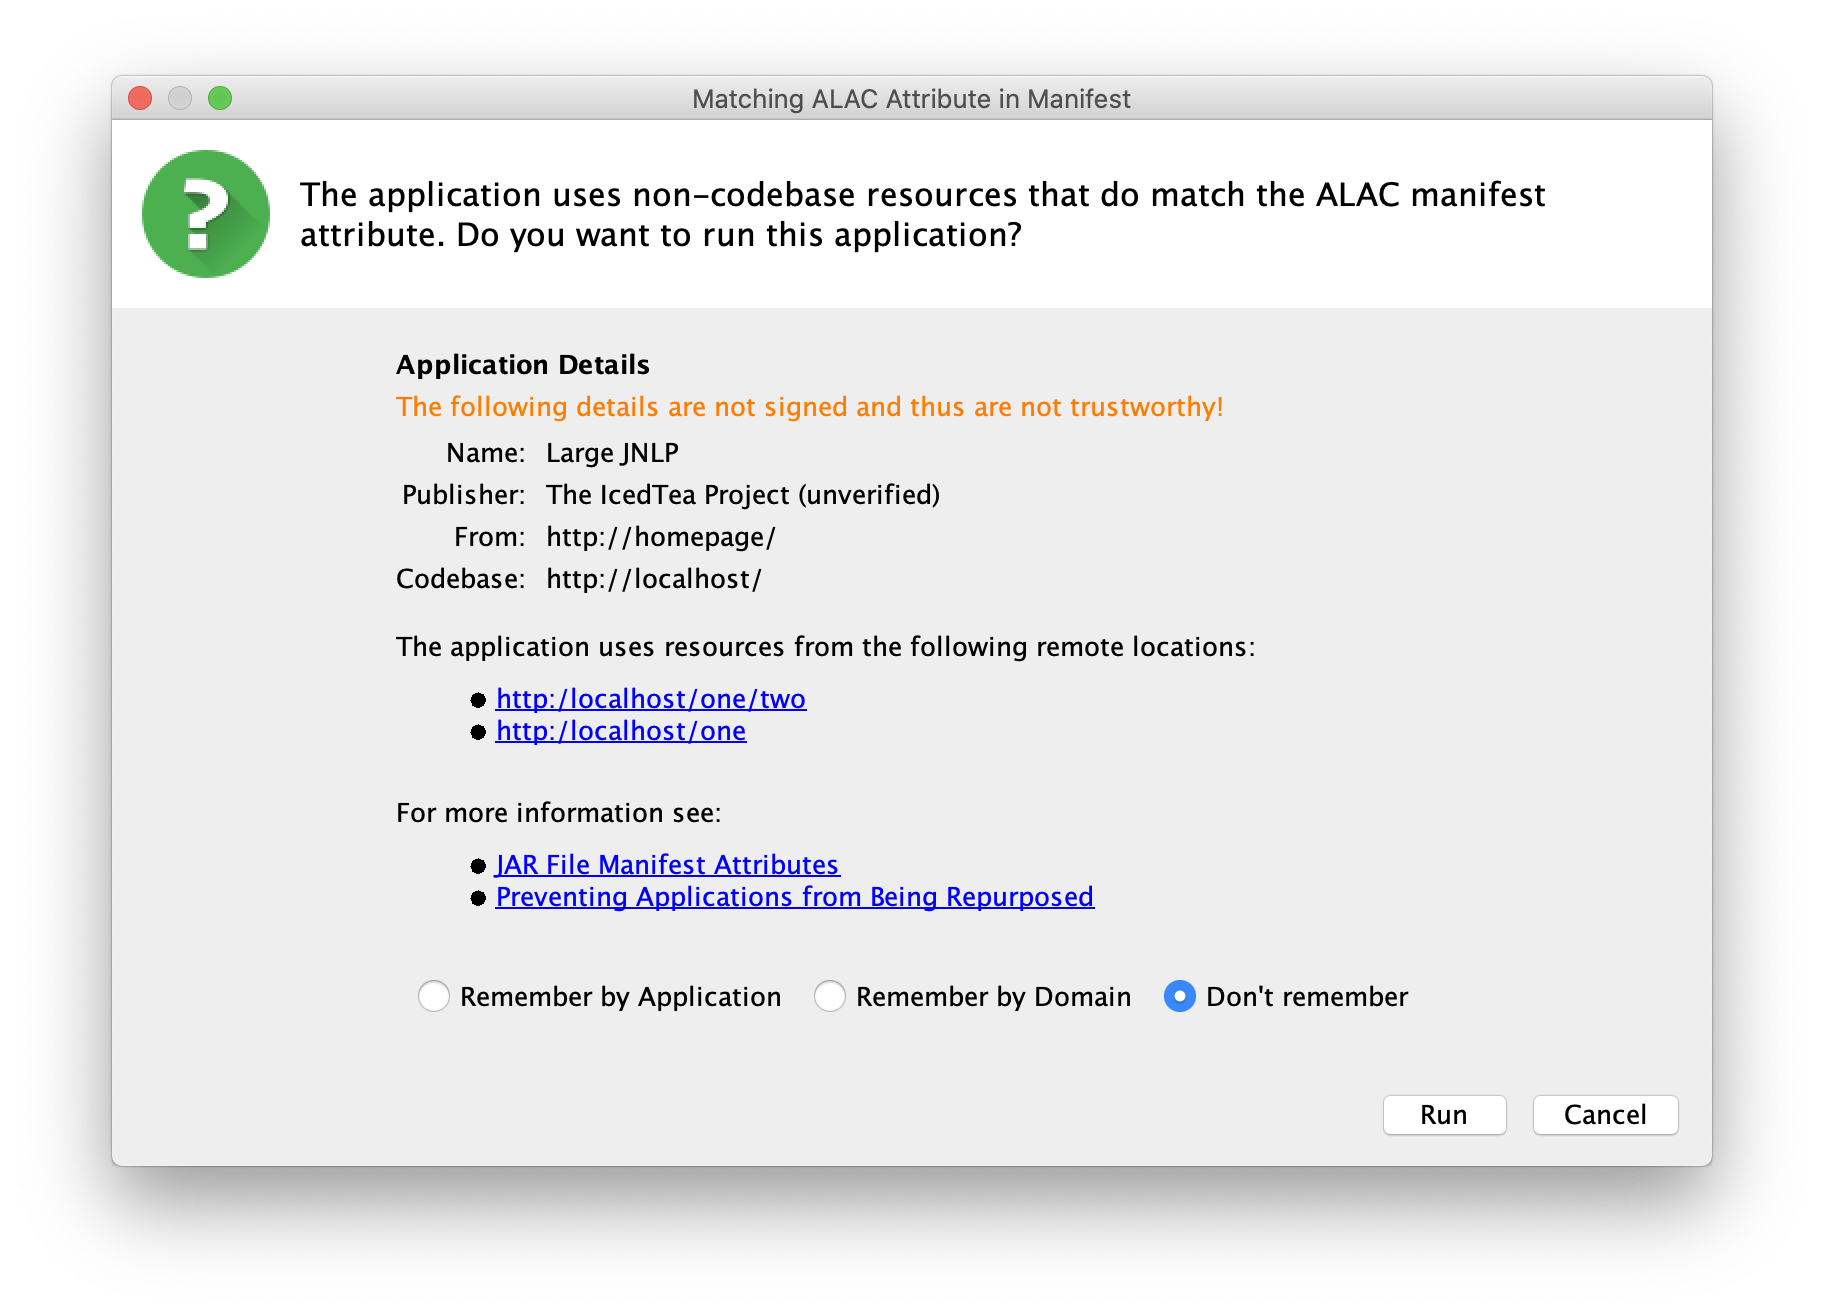 Matching ALAC Attribute in Manifest
The application uses non-codebase resources that do match the ALAC manifest
attribute. Do you want to run this application?
Application Details
The following details are not signed and thus are not trustworthy!
Name: Large JNLP
Publisher: The IcedTea Project (unverified)
From: http://homepage/
Codebase: http://localhost/
The application uses resources from the following remote locations:
http:/localhost/one/two
http:/localhost/one
For more information see:
JAR File Manifest Attributes
Preventing Applications from Being Repurposed
Remember by Application Remember by Domain Don't remember
Run Cancel